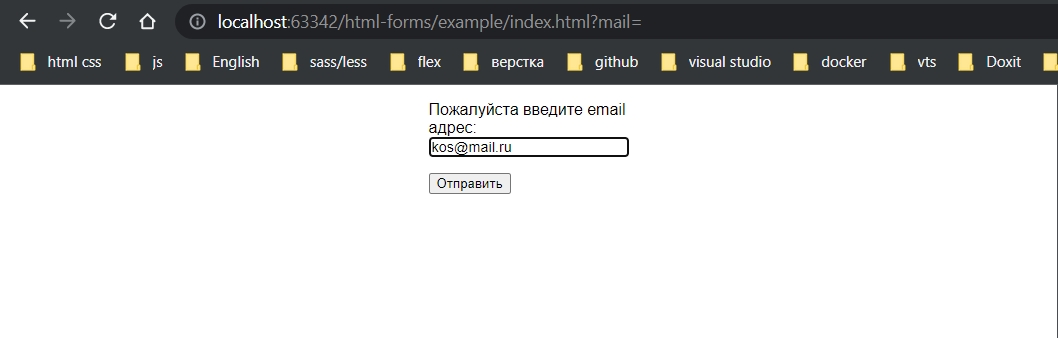 localhost:63342/html-forms/example/index.html?mail=
html css js English sass/less flex верстка github visual studio docker vts Doxit
Пожалуйста введите email
адрес:
kos@mail.ru
Отправить